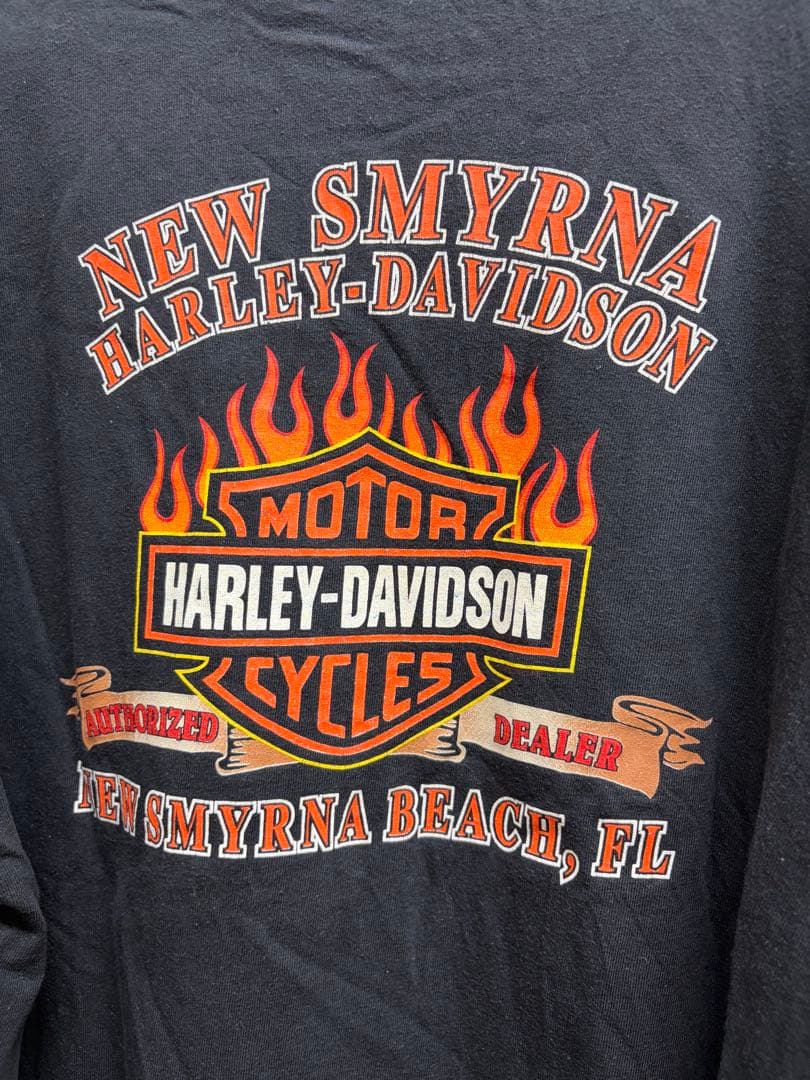 NEW SMYRNA
HARLEY-DAVIDSON
MOTOR
HARLEY-DAVIDSON
CYCLES
AUTHORIZED DEALER
NEW SMYRNA BEACH, FL